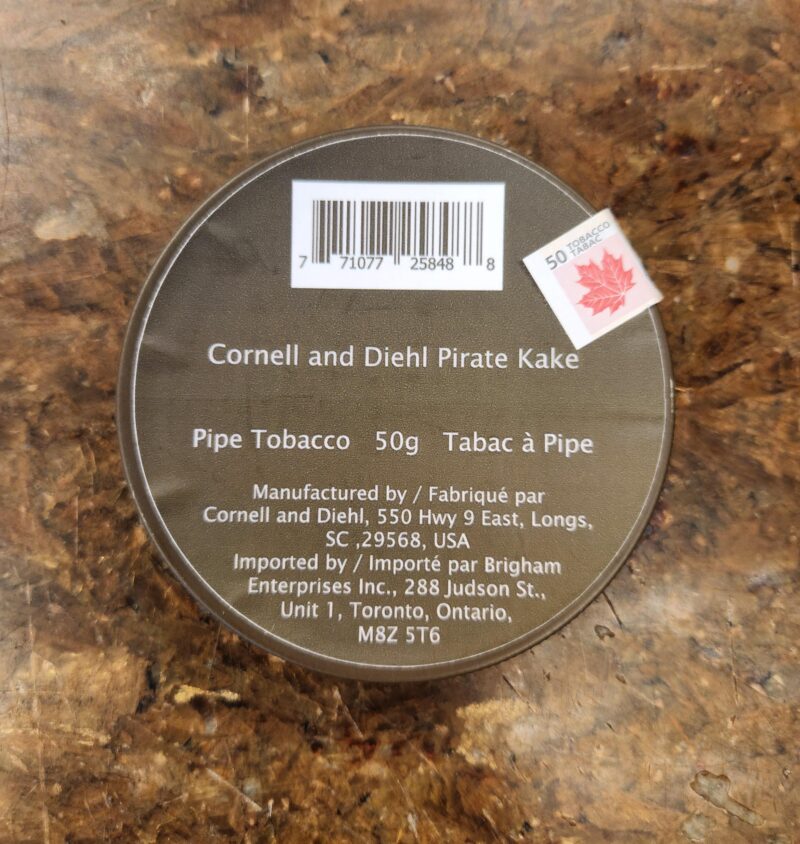 7 71077 25848 8
50 TOBACCO
TABAC
Cornell and Diehl Pirate Kake
Pipe Tobacco 50g Tabac à Pipe
Manufactured by / Fabriqué par
Cornell and Diehl, 550 Hwy 9 East, Longs,
SC ,29568, USA
Imported by / Importé par Brigham
Enterprises Inc., 288 Judson St.,
Unit 1, Toronto, Ontario,
M8Z 5T6